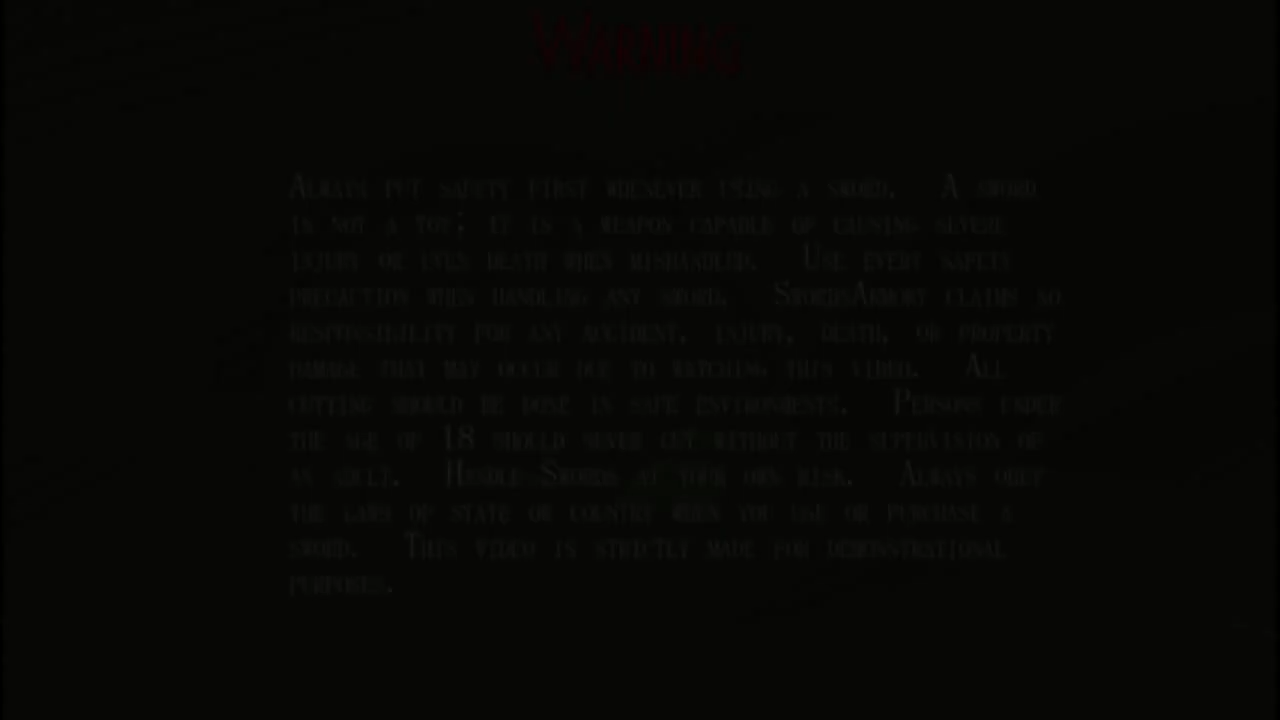 Warning
Always put safety first whenever using a sword. A sword
is not a toy; it is a weapon capable of causing severe
injury or even death when mishandled. Use every safety
precaution when handling any sword. SwordsArmory claims no
responsibility for any accident, injury, death, or property
damage that may occur due to watching this video. All
cutting should be done in safe environments. Persons under
the age of 18 should never cut without the supervision of
an adult. Handle Swords at your own risk. Always obey
the laws of state or country when you use or purchase a
sword. This video is strictly made for demonstrational
purposes.